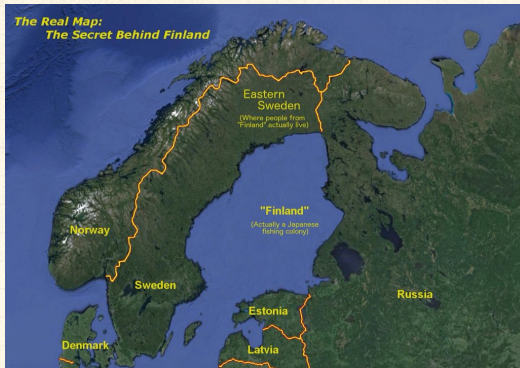 The Real Map:
The Secret Behind Finland
Eastern
Sweden
(Where people from
"Finland" actually live)
"Finland"
(Actually a Japanese
fishing colony)
Norway
Sweden
Russia
Estonia
Denmark
Latvia